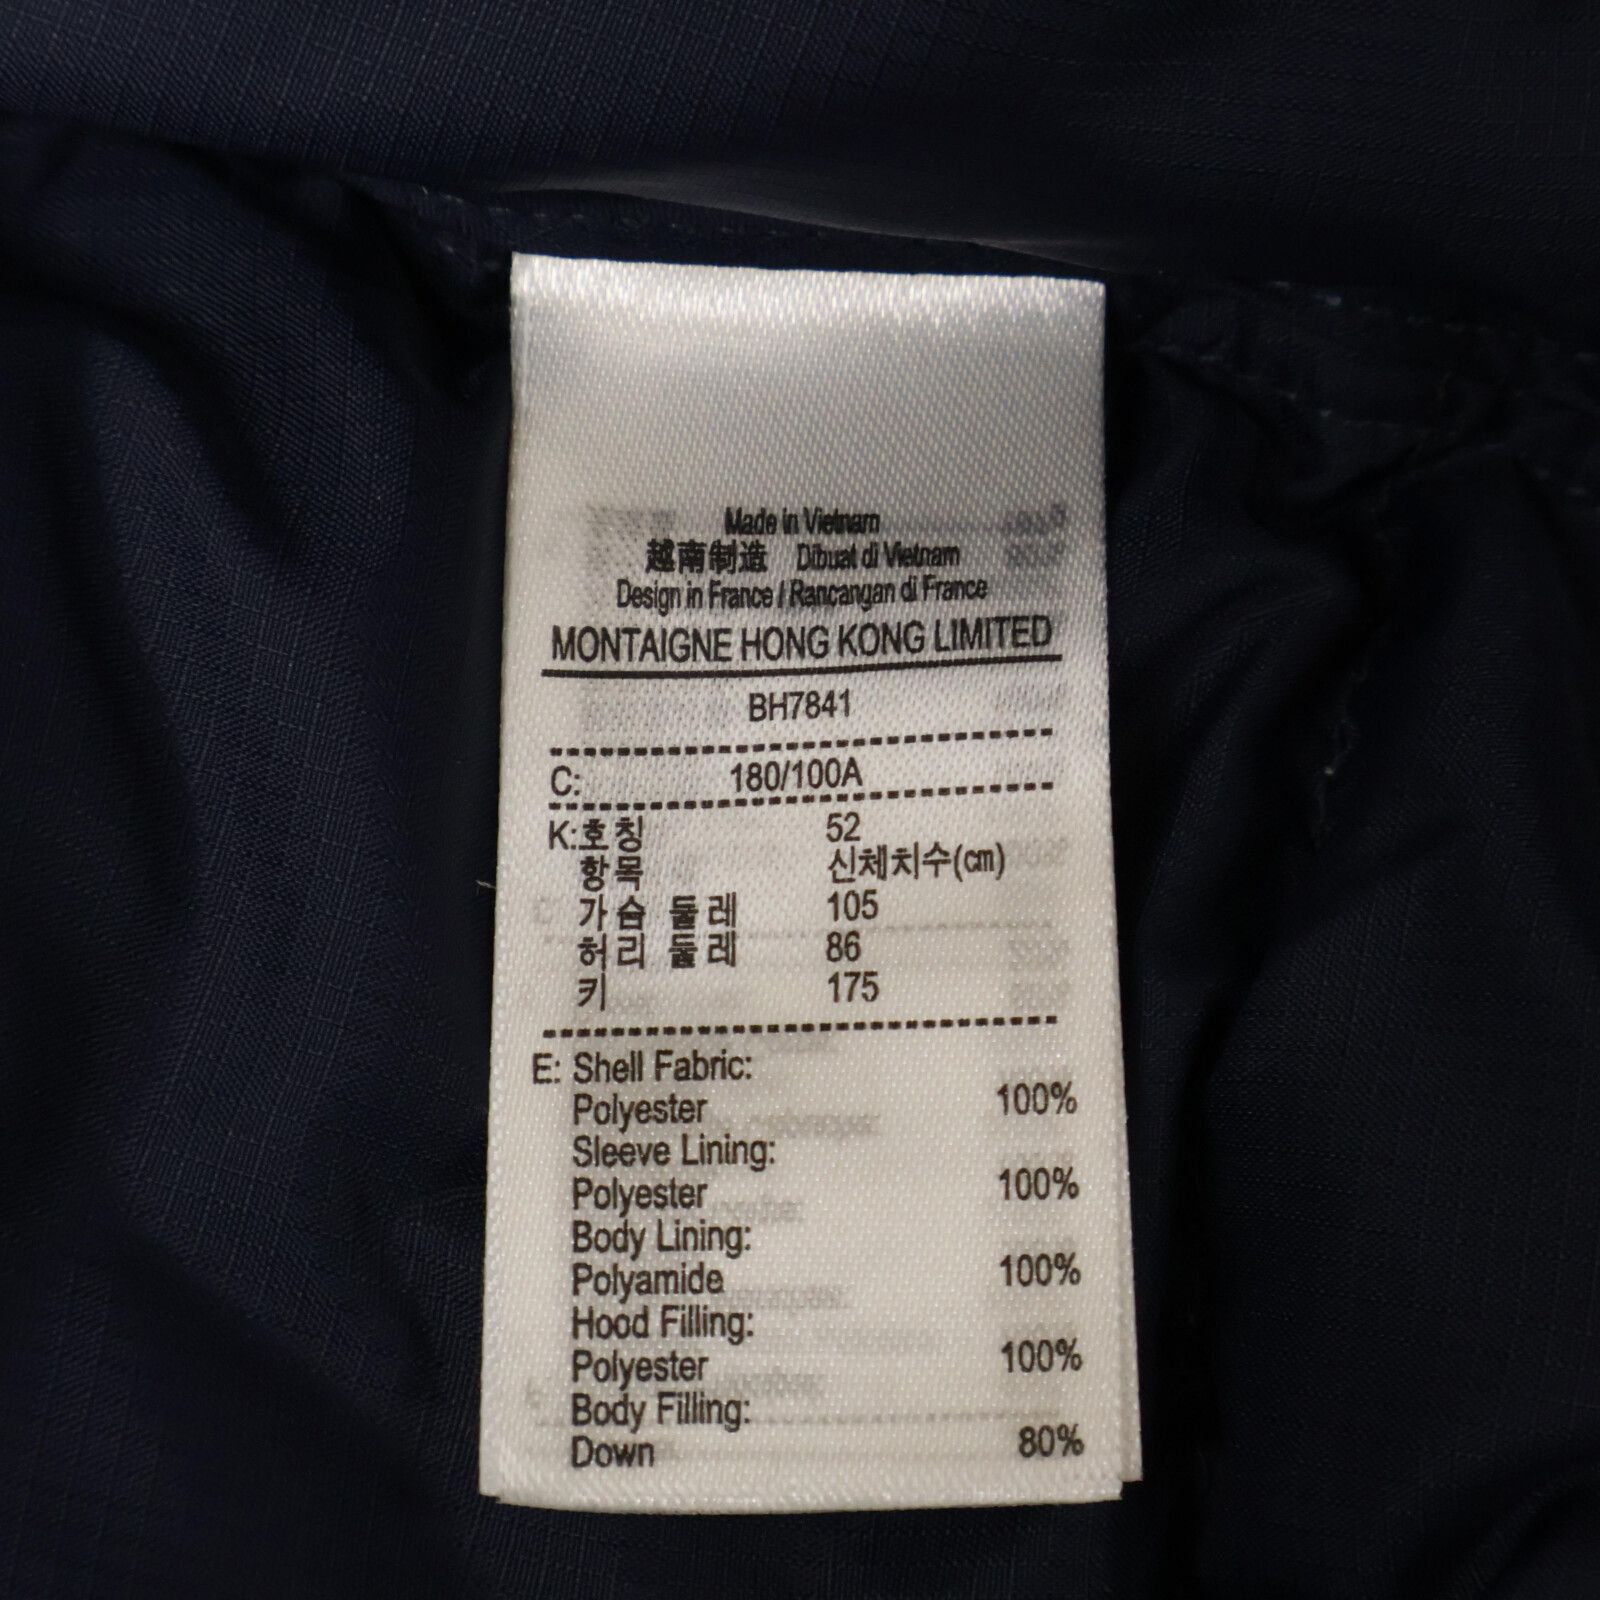 Made in Vietnam
越南制造 Dibuat di Vietnam
Design in France / Rancangan di France
MONTAIGNE HONG KONG LIMITED
BH7841
C: 180/100A
K:호칭 52
항목 신체치수(cm)
가슴 둘레 105
허리 둘레 86
키 175
E: Shell Fabric:
Polyester 100%
Sleeve Lining:
Polyester 100%
Body Lining:
Polyamide 100%
Hood Filling:
Polyester 100%
Body Filling:
Down 80%